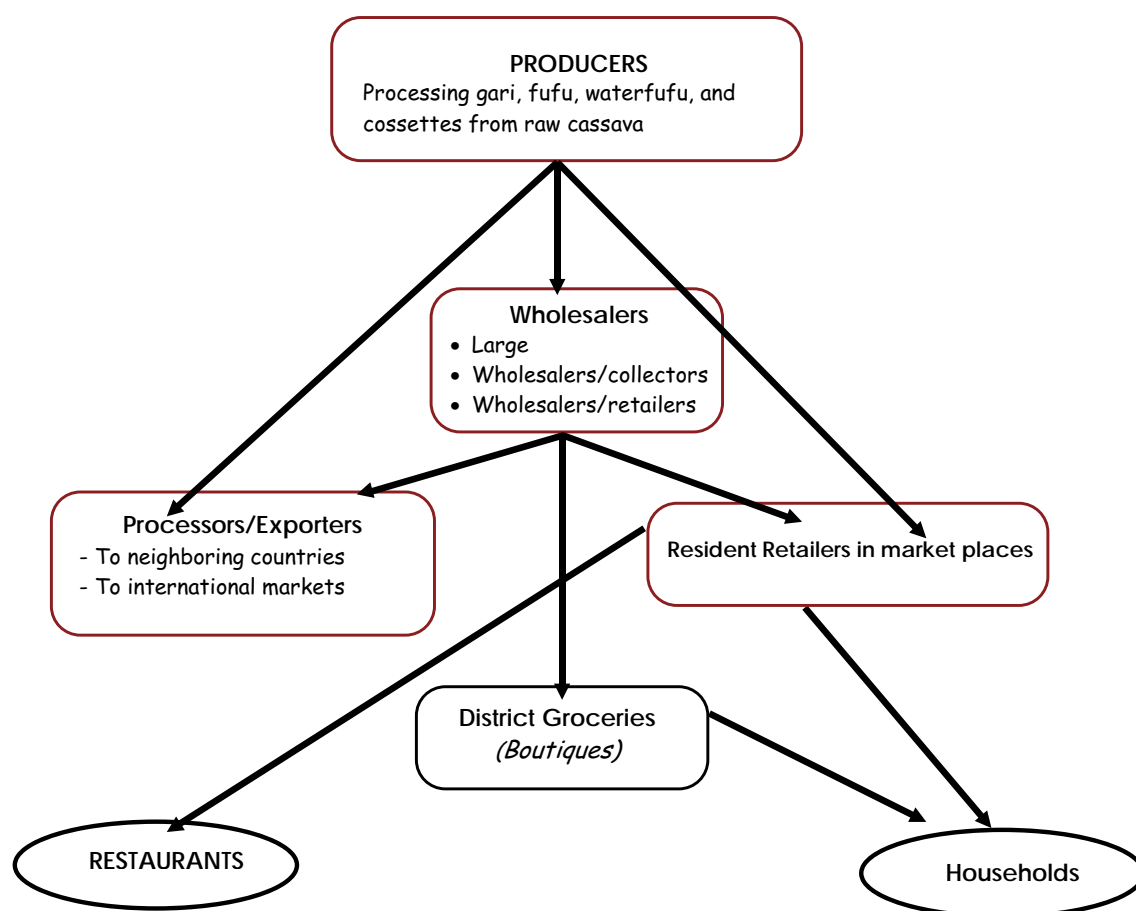 PRODUCERS
Processing gari, fufu, waterfufu, and
cossettes from raw cassava
Wholesalers
• Large
• Wholesalers/collectors
• Wholesalers/retailers
Processors/Exporters
- To neighboring countries
- To international markets
Resident Retailers in market places
District Groceries
(Boutiques)
RESTAURANTS
Households